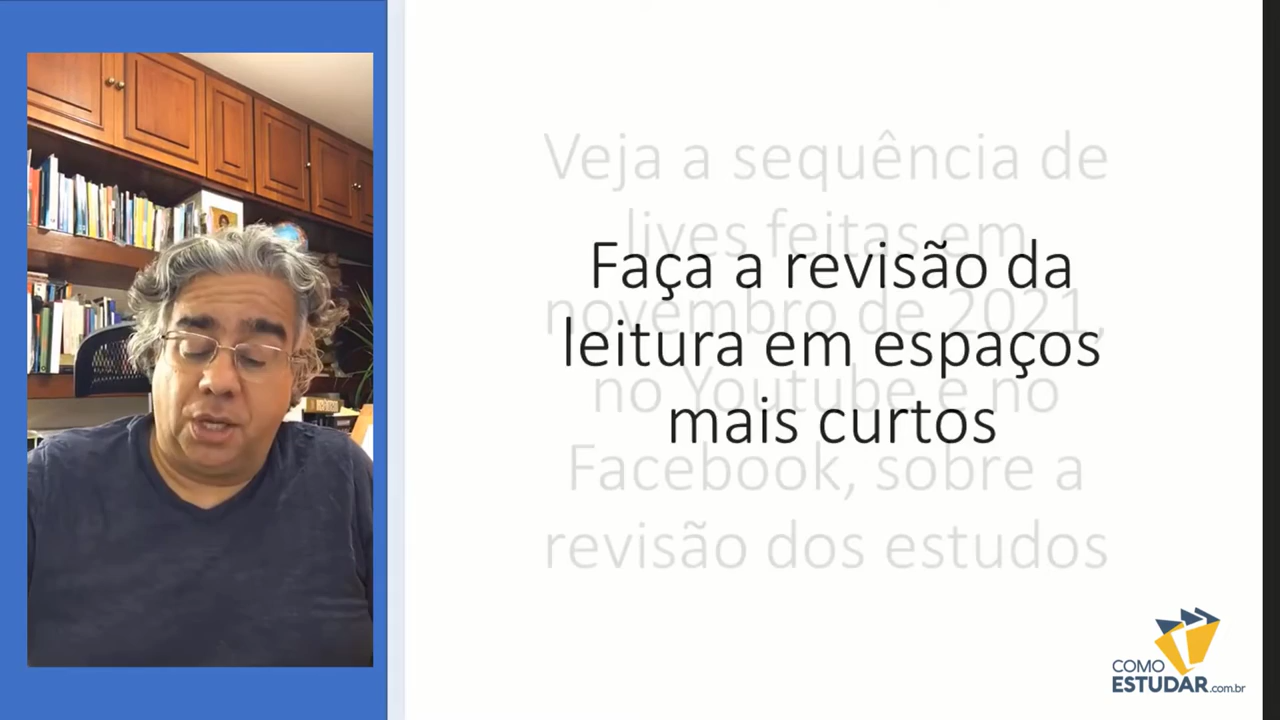 Veja a sequência de
lives feitas em
Faça a revisão da
novembro de 2021,
leitura em espaços
no Youtube e no
mais curtos
Facebook, sobre a
revisão dos estudos
COMO
ESTUDAR.com.br